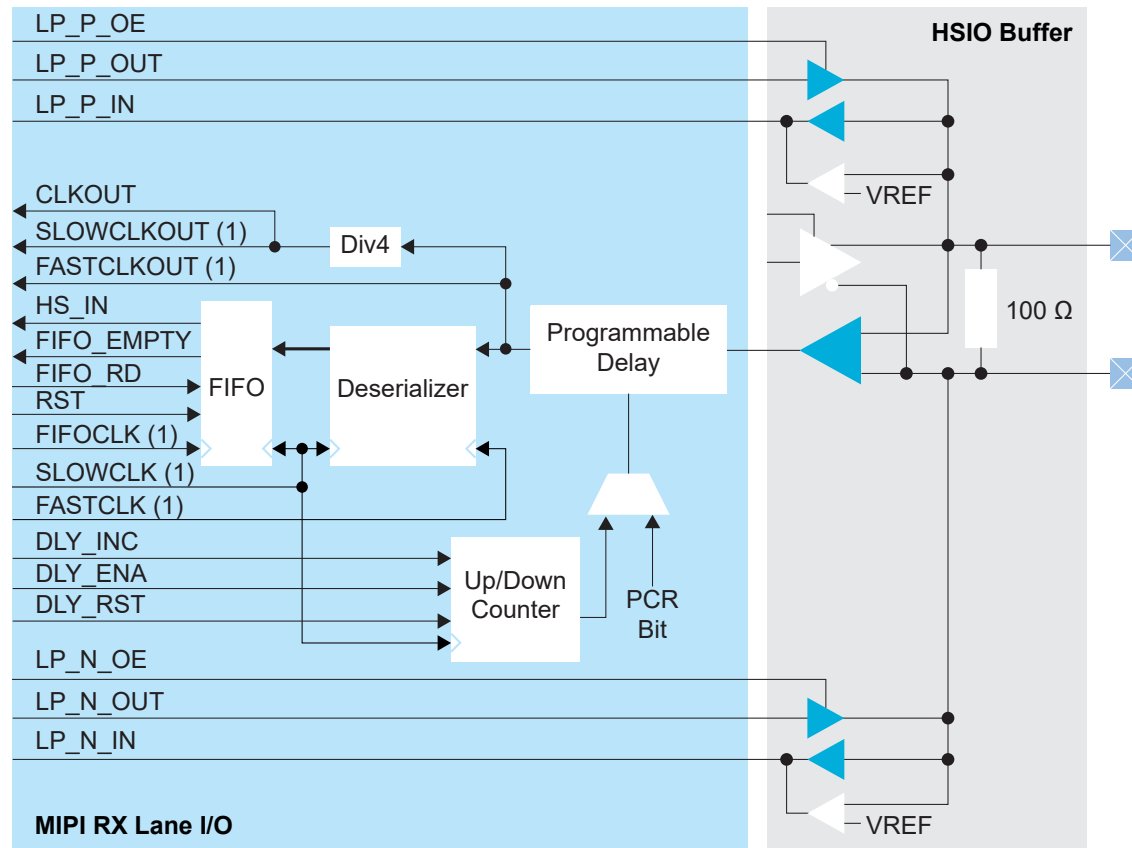 LP_P_OE
HSIO Buffer
LP_P_OUT
LP_P_IN
VREF
CLKOUT
SLOWCLKOUT (1)
Div4
FASTCLKOUT (1)
HS_IN
100 Ω
Programmable
Delay
FIFO_EMPTY
FIFO_RD
FIFO
Deserializer
RST
FIFOCLK (1)
SLOWCLK (1)
FASTCLK (1)
DLY_INC
DLY_ENA
DLY_RST
Up/Down
Counter
PCR
Bit
LP_N_OE
LP_N_OUT
LP_N_IN
VREF
MIPI RX Lane I/O